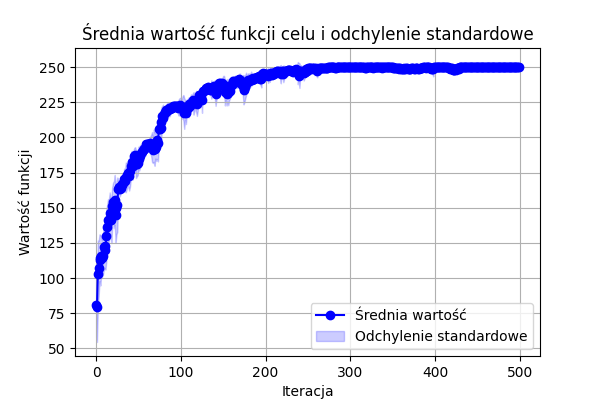 Średnia wartość funkcji celu i odchylenie standardowe
Wartość funkcji
250
225
200
175
150
125
100
75
50
0 100 200 300 400 500
Iteracja
Średnia wartość
Odchylenie standardowe